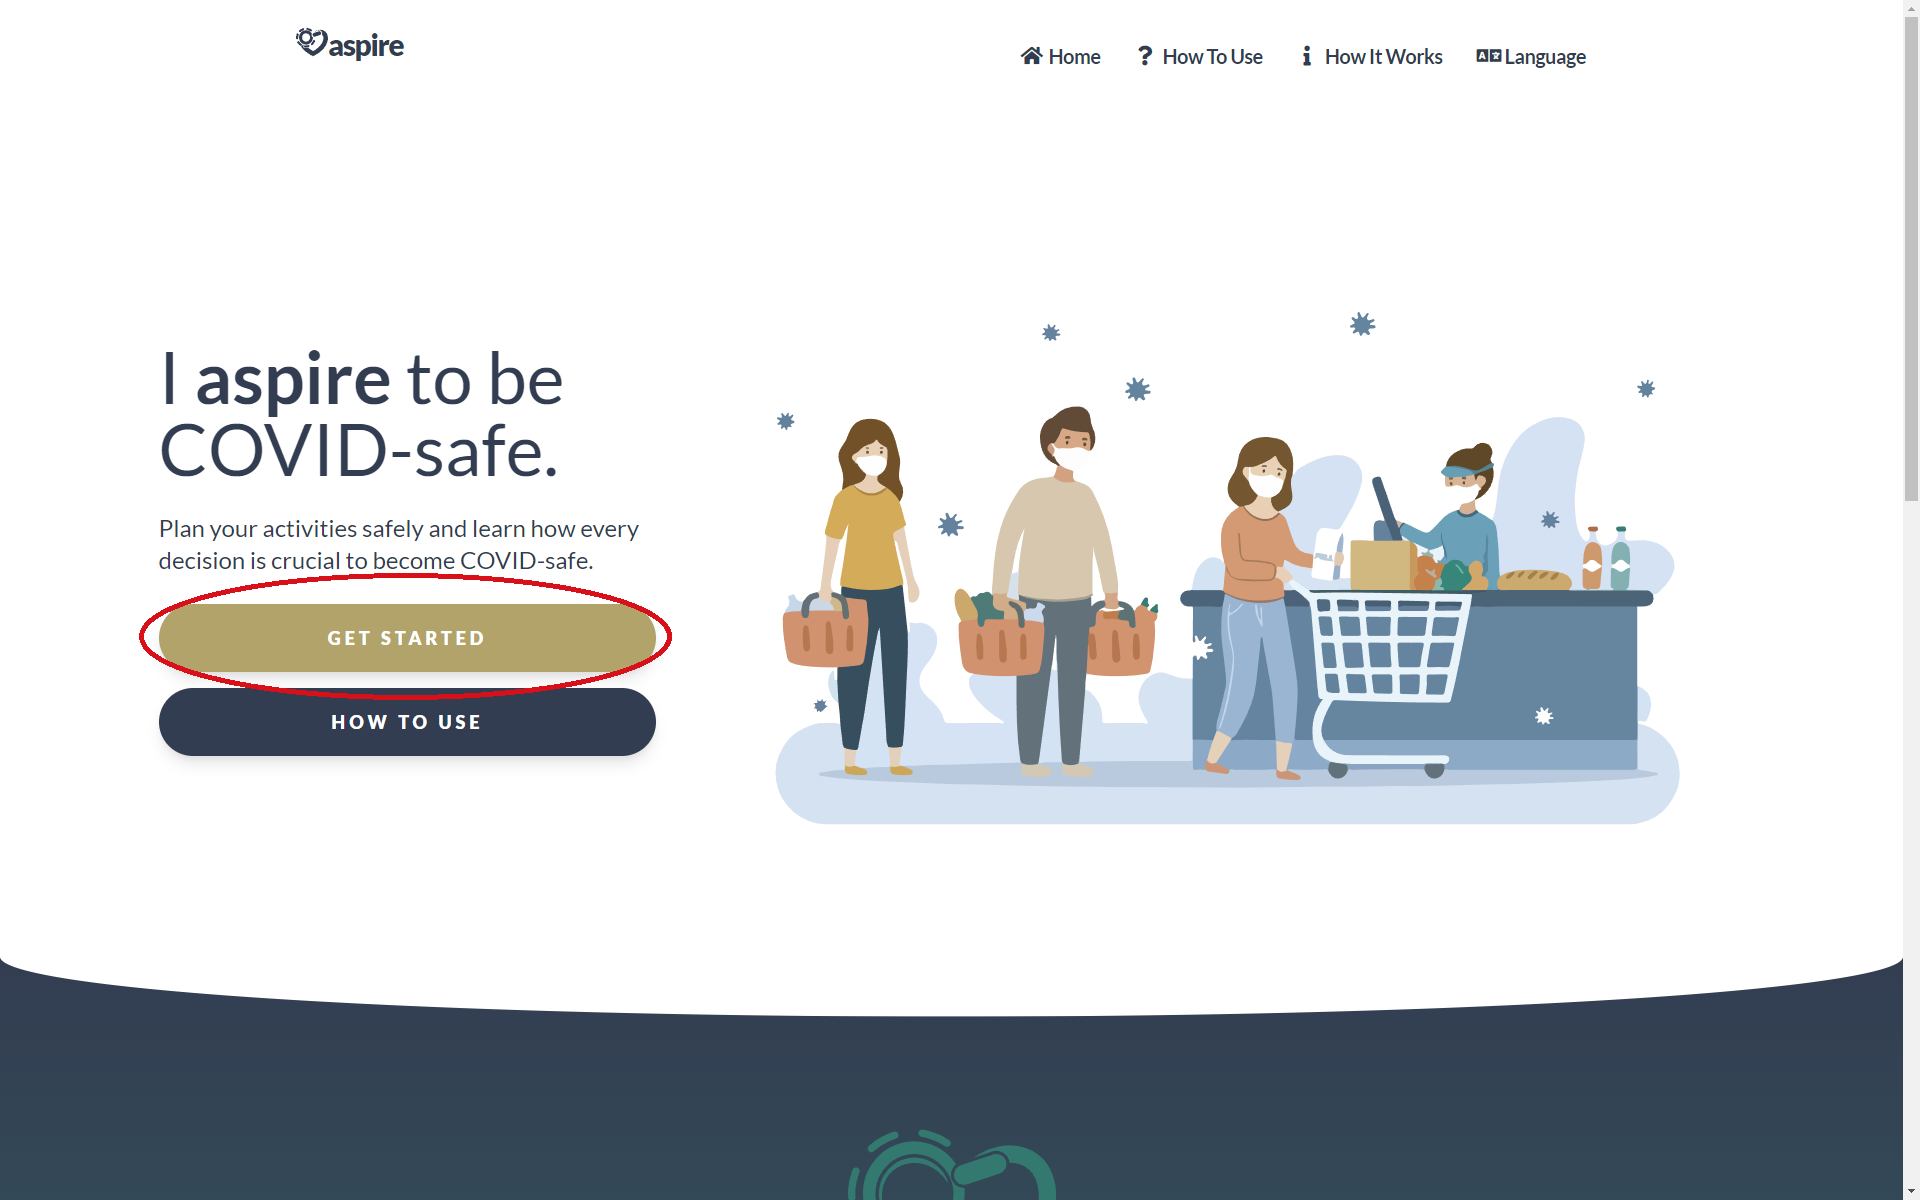 aspire
Home
How To Use
How It Works
Language
I aspire to be
COVID-safe.
Plan your activities safely and learn how every
decision is crucial to become COVID-safe.
GET STARTED
HOW TO USE